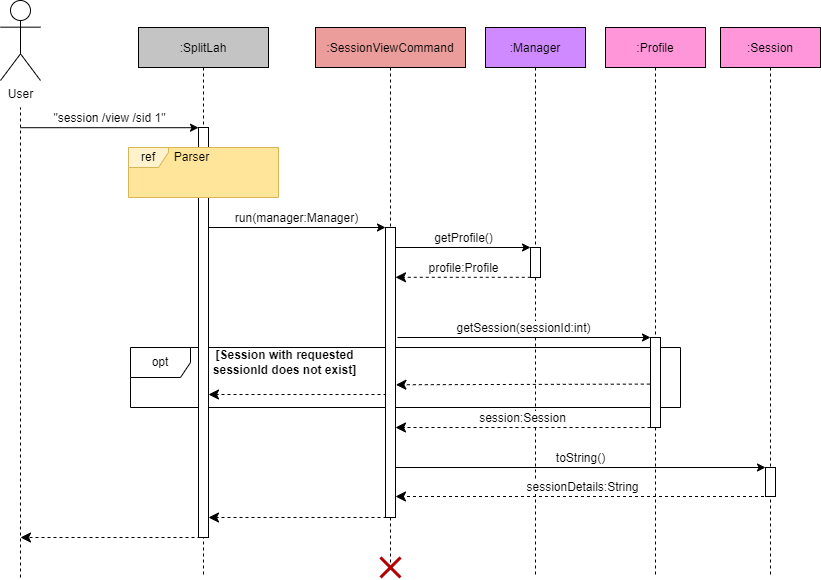 :SplitLah
:SessionViewCommand
:Manager
:Profile
:Session
User
"session /view /sid 1"
ref
Parser
run(manager:Manager)
getProfile()
profile:Profile
getSession(sessionId:int)
opt
[Session with requested
sessionId does not exist]
session:Session
toString()
sessionDetails:String